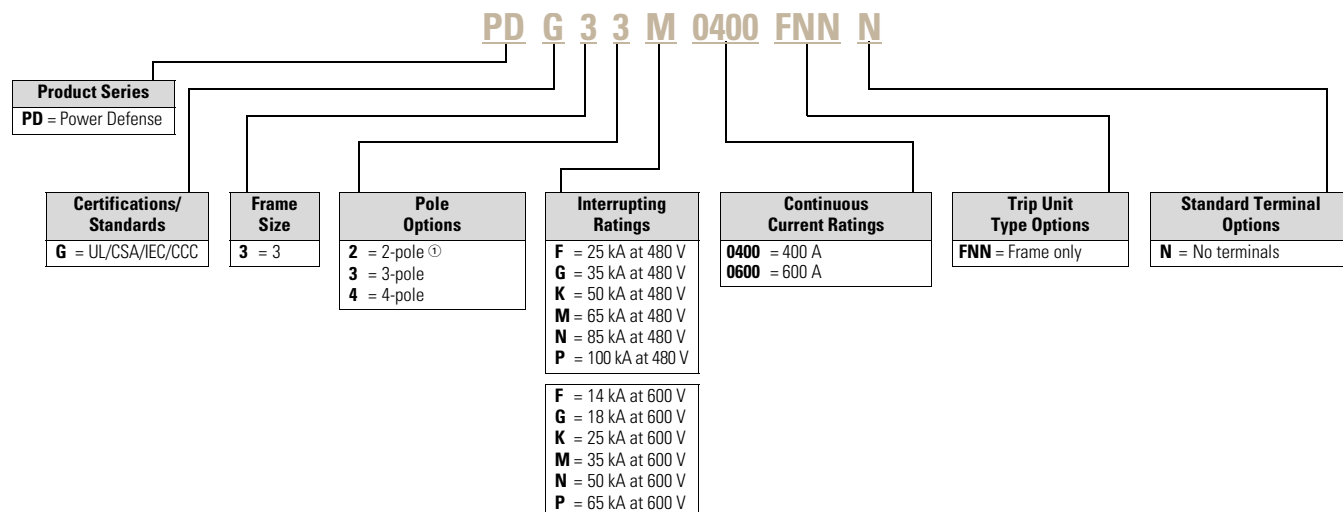 PD G 3 3 M 0400 FNN N
Product Series
PD = Power Defense
Certifications/
Standards
G = UL/CSA/IEC/CCC
Frame
Size
3 = 3
Pole
Options
2 = 2-pole ①
3 = 3-pole
4 = 4-pole
Interrupting
Ratings
F = 25 kA at 480 V
G = 35 kA at 480 V
K = 50 kA at 480 V
M = 65 kA at 480 V
N = 85 kA at 480 V
P = 100 kA at 480 V
F = 14 kA at 600 V
G = 18 kA at 600 V
K = 25 kA at 600 V
M = 35 kA at 600 V
N = 50 kA at 600 V
P = 65 kA at 600 V
Continuous
Current Ratings
0400 = 400 A
0600 = 600 A
Trip Unit
Type Options
FNN = Frame only
Standard Terminal
Options
N = No terminals